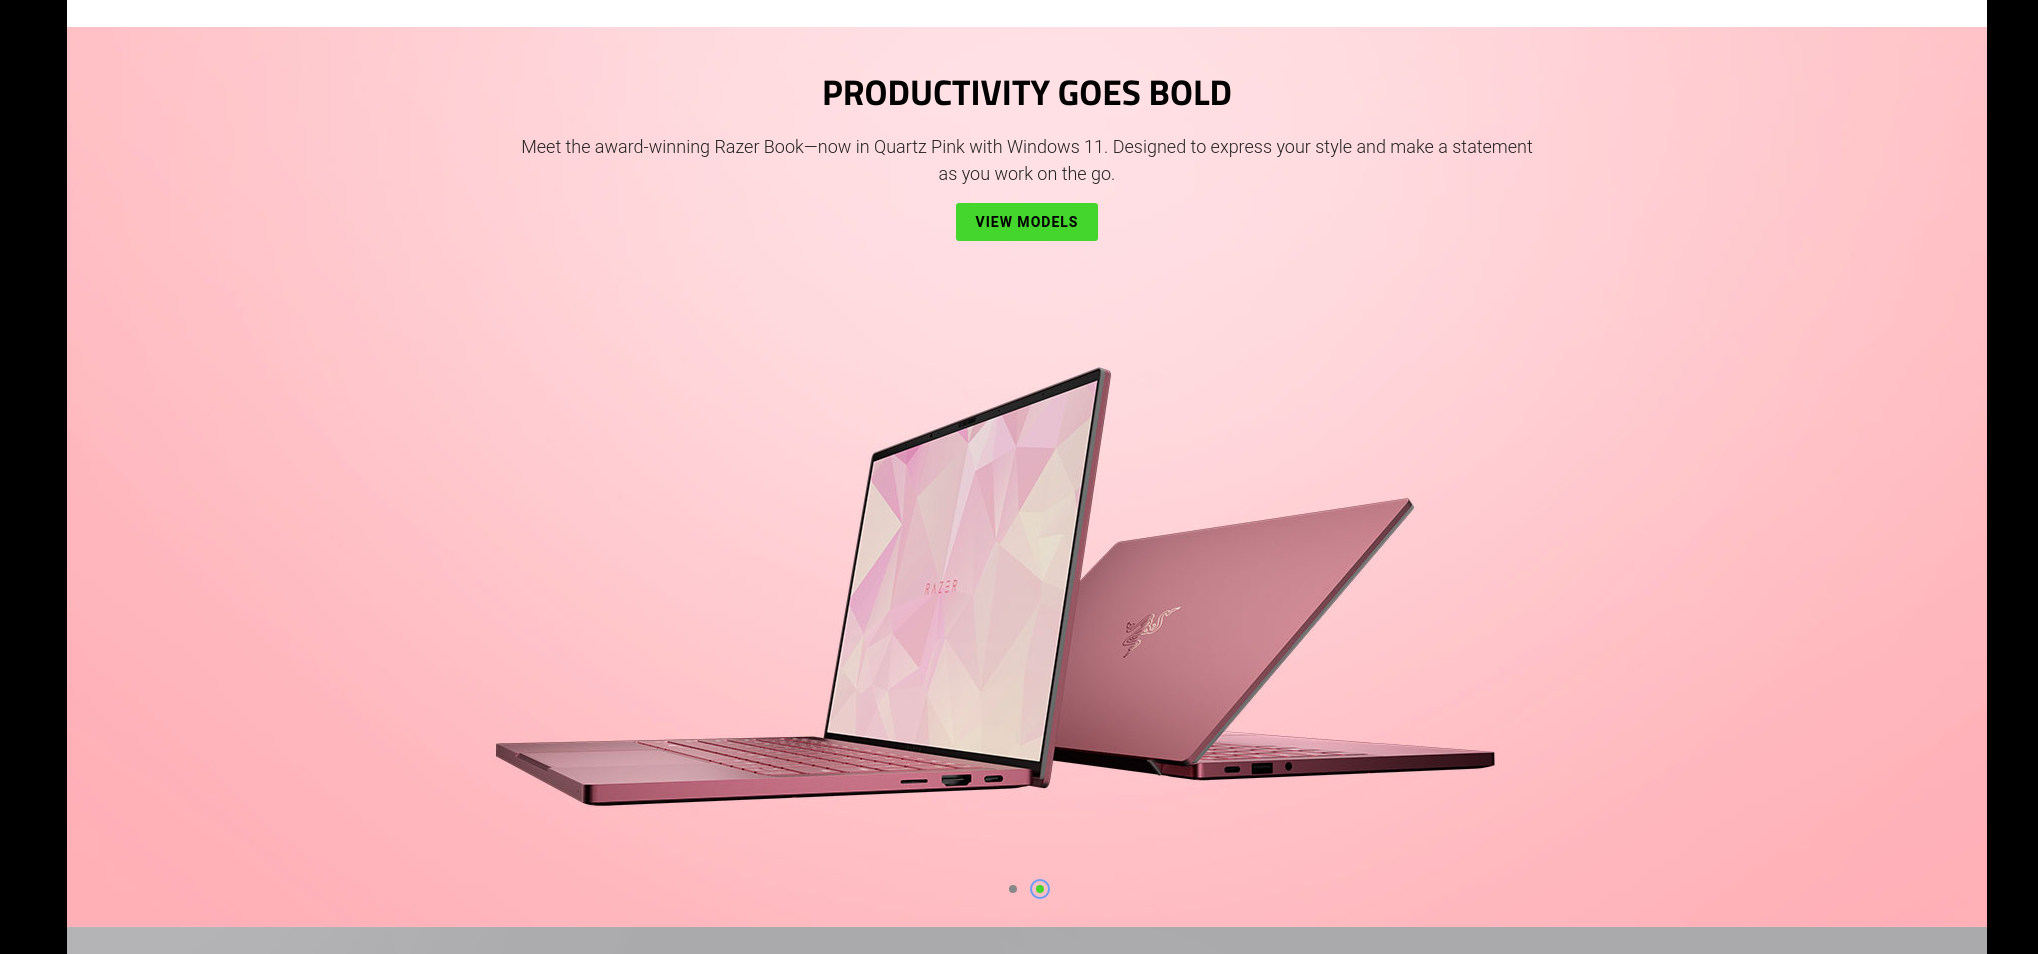 PRODUCTIVITY GOES BOLD
Meet the award-winning Razer Book—now in Quartz Pink with Windows 11. Designed to express your style and make a statement
as you work on the go.
VIEW MODELS
RAZER